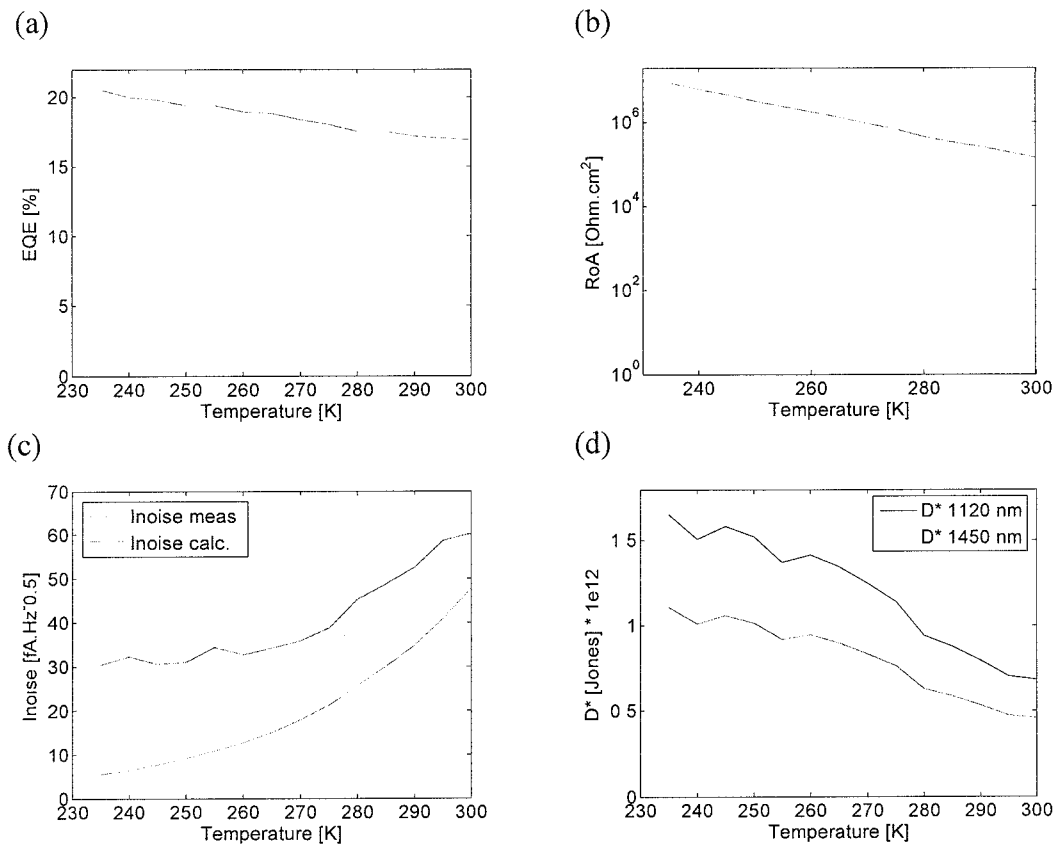 (a)
(b)
20
15
10
5
0
EQE [%]
230 240 250 260 270 280 290 300
Temperature [K]
10^6
10^4
10^2
10^0
RoA [Ohm.cm^2]
240 260 280 300
Temperature [K]
(c)
(d)
70
60
50
40
30
20
10
0
Inoise [fA.Hz^-0.5]
Inoise meas
Inoise calc.
230 240 250 260 270 280 290 300
Temperature [K]
1 5
1
0 5
0
D* [Jones] * 1e12
D* 1120 nm
D* 1450 nm
230 240 250 260 270 280 290 300
Temperature [K]